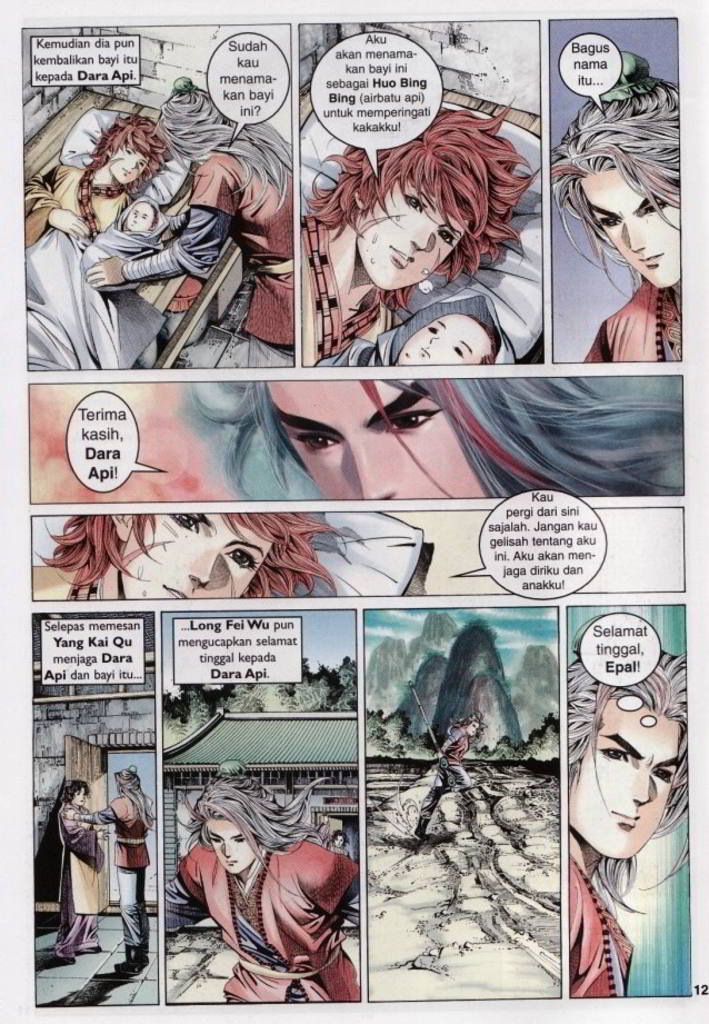 Kemudian dia pun
kembalikan bayi itu
kepada Dara Api.
Sudah
kau
menama-
kan bayi
ini?
Aku
akan menama-
kan bayi ini
sebagai Huo Bing
Bing (airbatu api)
untuk memperingati
kakakku!
Bagus
nama
itu...
Terima
kasih,
Dara
Api!
Kau
pergi dari sini
sajalah. Jangan kau
gelisah tentang aku
ini. Aku akan men-
jaga diriku dan
anakku!
Selepas memesan
Yang Kai Qu
menjaga Dara
Api dan bayi itu...
...Long Fei Wu pun
mengucapkan selamat
tinggal kepada
Dara Api.
Selamat
tinggal,
Epal!
12